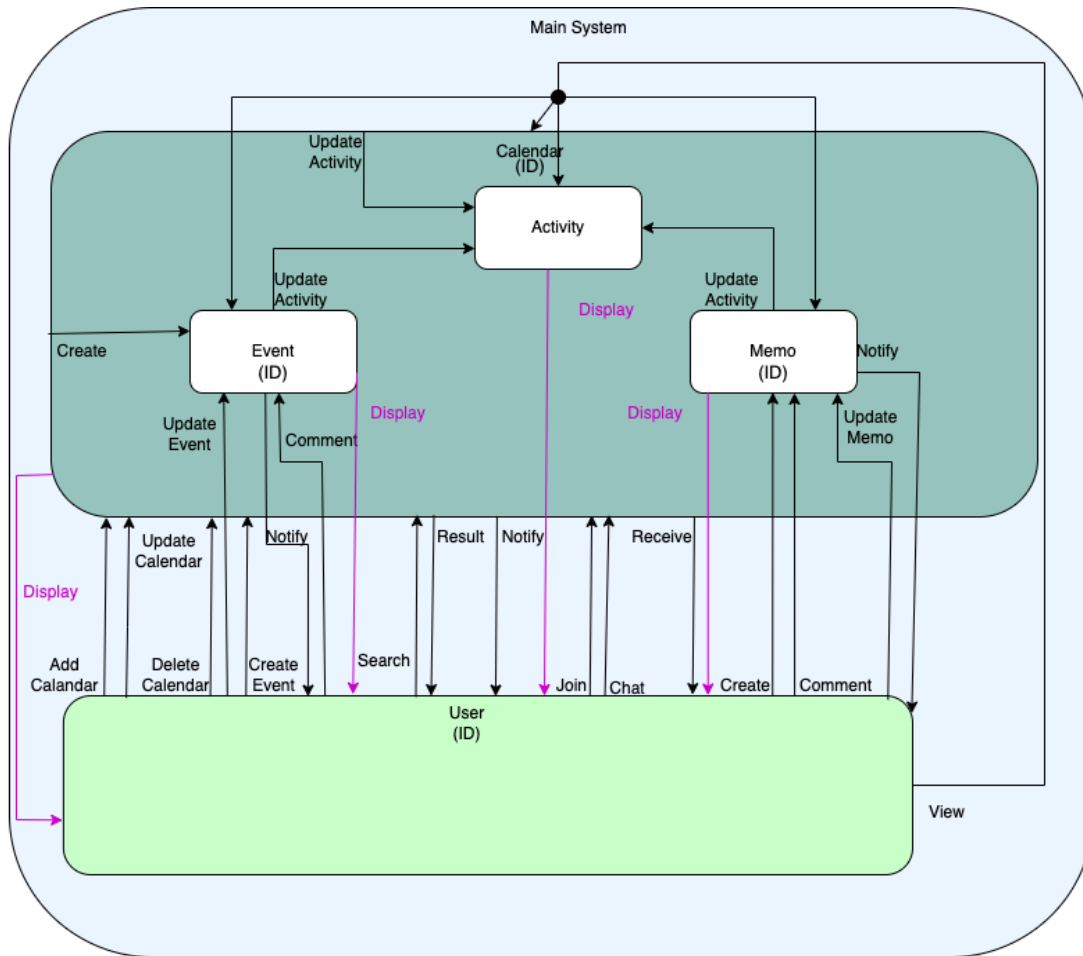 Main System
Update
Activity
Calendar
(ID)
Activity
Update
Activity
Display
Update
Activity
Create
Event
(ID)
Memo
(ID)
Notify
Update
Event
Comment
Display
Display
Update
Memo
Update
Calendar
Notify
Result
Notify
Receive
Display
Add
Calandar
Delete
Calendar
Create
Event
Search
Join
Chat
Create
Comment
User
(ID)
View